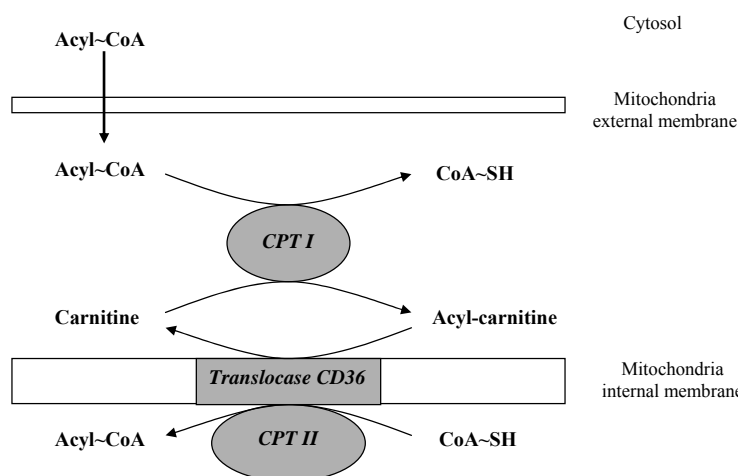 Cytosol
Acyl~CoA
Mitochondria
external membrane
Acyl~CoA
CoA~SH
CPT I
Carnitine
Acyl-carnitine
Translocase CD36
Mitochondria
internal membrane
Acyl~CoA
CPT II
CoA~SH